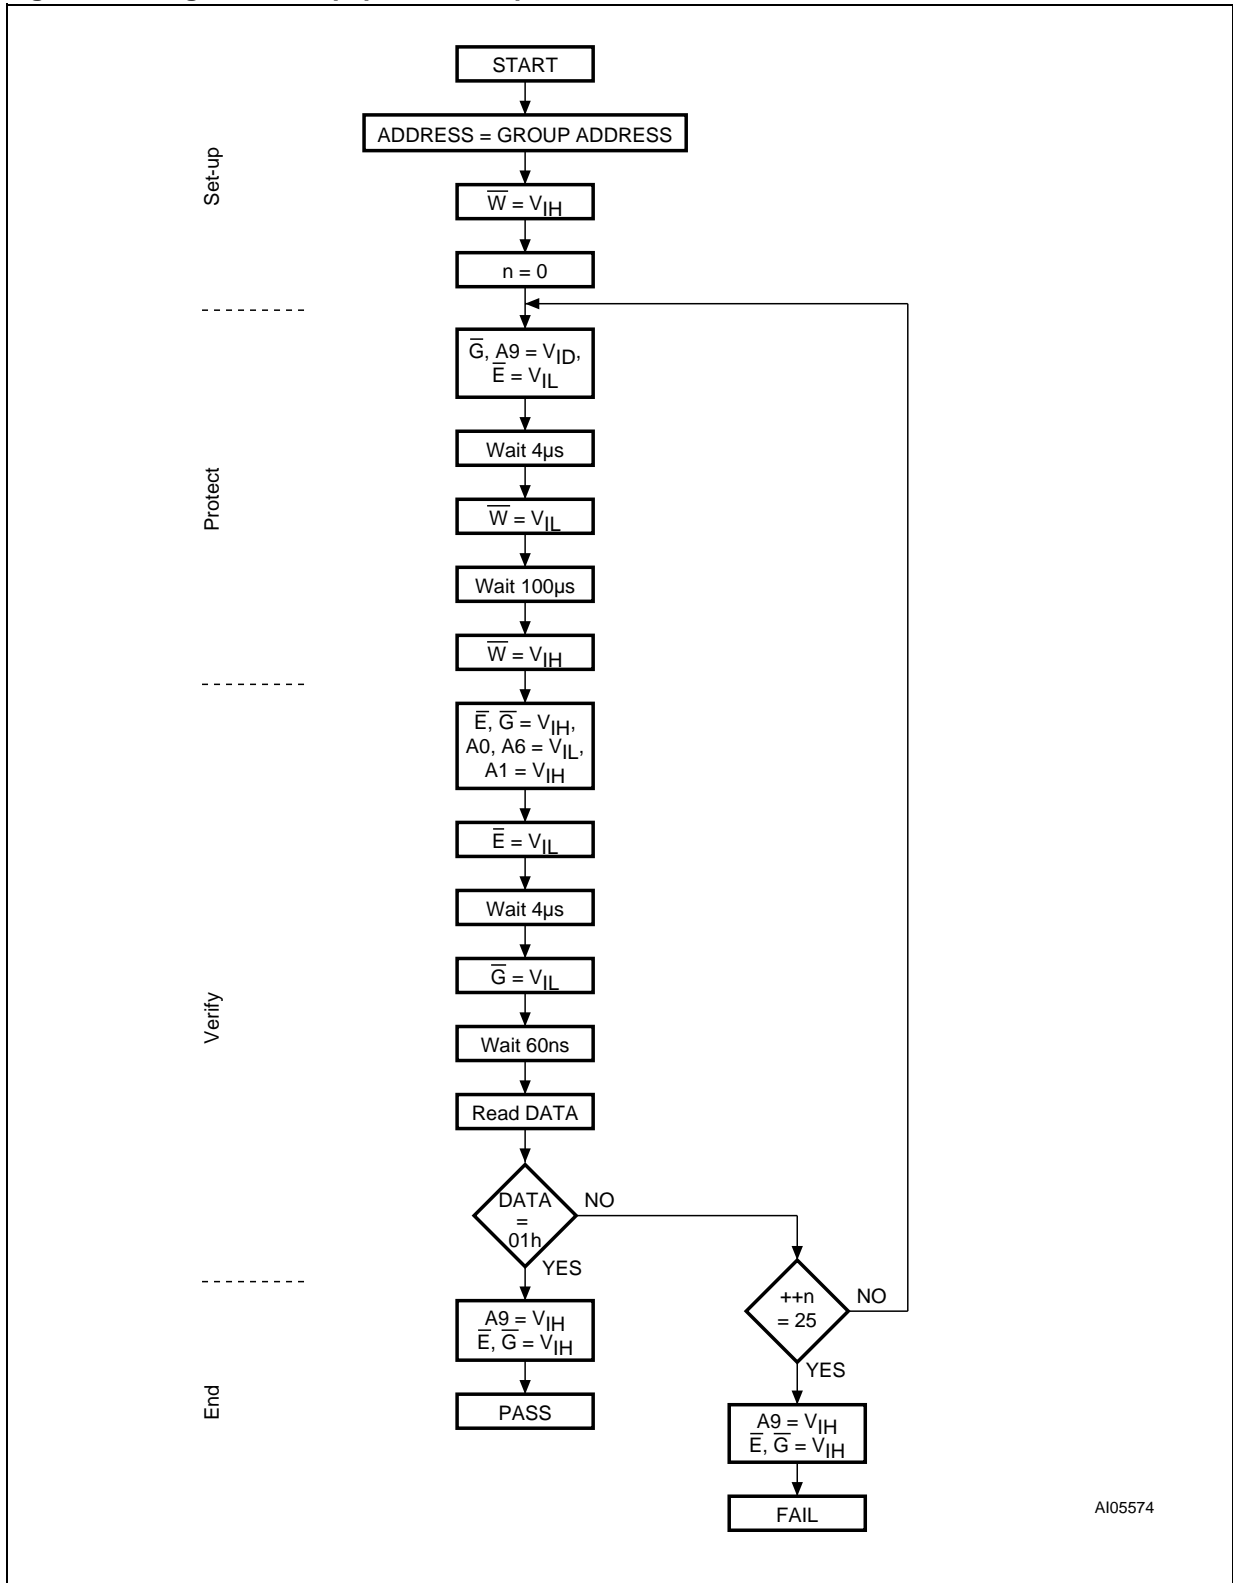 START
ADDRESS = GROUP ADDRESS
Set-up
W̅ = VIH
n = 0
G̅, A9 = VID,
E̅ = VIL
Wait 4µs
Protect
W̅ = VIL
Wait 100µs
W̅ = VIH
E̅, G̅ = VIH,
A0, A6 = VIL,
A1 = VIH
E̅ = VIL
Wait 4µs
G̅ = VIL
Verify
Wait 60ns
Read DATA
DATA
=
01h
NO
YES
++n
= 25
NO
YES
A9 = VIH
E̅, G̅ = VIH
End
PASS
A9 = VIH
E̅, G̅ = VIH
FAIL
AI05574